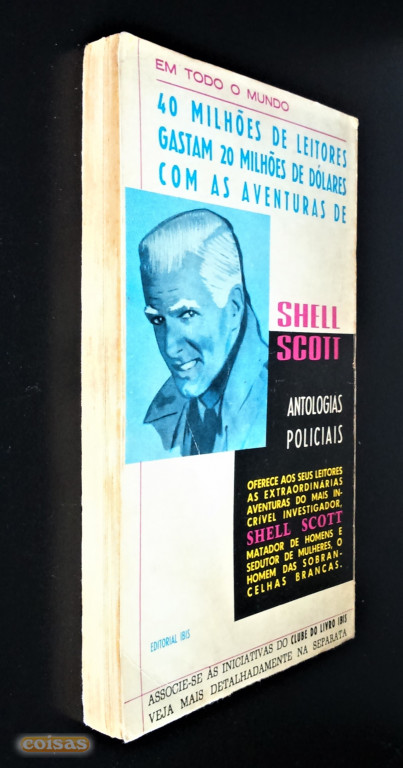 EM TODO O MUNDO
40 MILHÕES DE LEITORES
GASTAM 20 MILHÕES DE DÓLARES
COM AS AVENTURAS DE
SHELL
SCOTT
ANTOLOGIAS
POLICIAIS
OFERECE AOS SEUS LEITORES
AS EXTRAORDINÁRIAS
AVENTURAS DO MAIS IN-
CRÍVEL INVESTIGADOR,
SHELL SCOTT
MATADOR DE HOMENS E
SEDUTOR DE MULHERES, O
HOMEM DAS SOBRAN-
CELHAS BRANCAS.
EDITORIAL IBIS
ASSOCIE-SE ÀS INICIATIVAS DO CLUBE DO LIVRO IBIS
VEJA MAIS DETALHADAMENTE NA SEPARATA
coisas